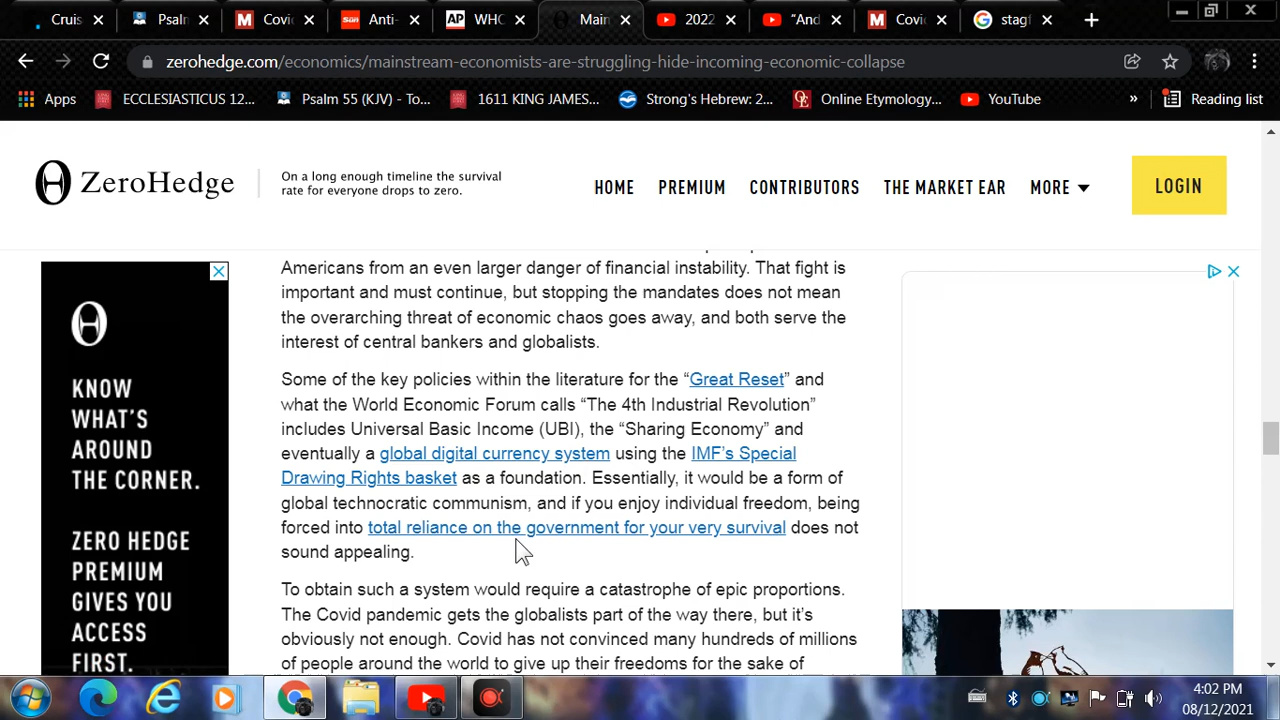 Cruis
Psalm
Covid
Anti-
WHO
Main
2022
"And
Covid
stagf
zerohedge.com/economics/mainstream-economists-are-struggling-hide-incoming-economic-collapse
Apps
ECCLESIASTICUS 12...
Psalm 55 (KJV) - To...
1611 KING JAMES...
Strong's Hebrew: 2...
Online Etymology...
YouTube
»
Reading list
ZeroHedge
On a long enough timeline the survival
rate for everyone drops to zero.
HOME
PREMIUM
CONTRIBUTORS
THE MARKET EAR
MORE
LOGIN
Americans from an even larger danger of financial instability. That fight is
important and must continue, but stopping the mandates does not mean
the overarching threat of economic chaos goes away, and both serve the
interest of central bankers and globalists.
Some of the key policies within the literature for the “Great Reset” and
what the World Economic Forum calls “The 4th Industrial Revolution”
includes Universal Basic Income (UBI), the “Sharing Economy” and
eventually a global digital currency system using the IMF’s Special
Drawing Rights basket as a foundation. Essentially, it would be a form of
global technocratic communism, and if you enjoy individual freedom, being
forced into total reliance on the government for your very survival does not
sound appealing.
To obtain such a system would require a catastrophe of epic proportions.
The Covid pandemic gets the globalists part of the way there, but it’s
obviously not enough. Covid has not convinced many hundreds of millions
of people around the world to give up their freedoms for the sake of
KNOW
WHAT'S
AROUND
THE CORNER.
ZERO HEDGE
PREMIUM
GIVES YOU
ACCESS
FIRST.
4:02 PM
08/12/2021